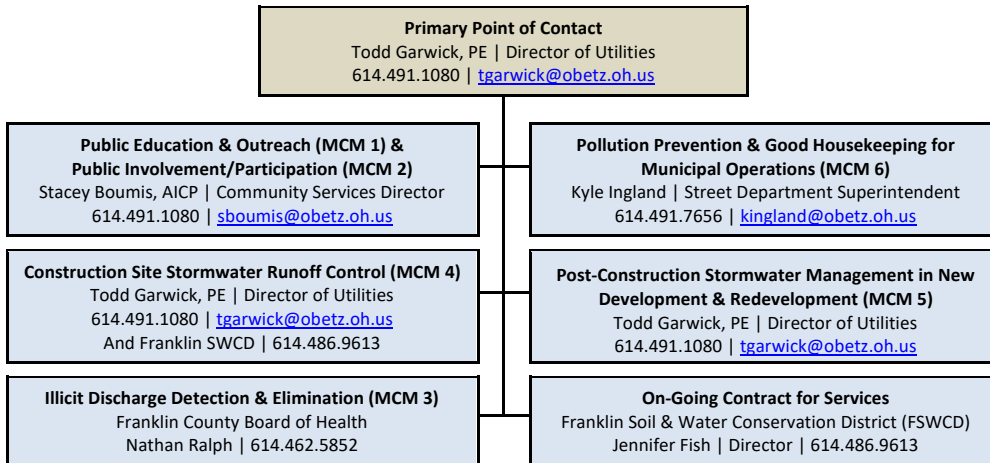 Primary Point of Contact
Todd Garwick, PE | Director of Utilities
614.491.1080 | tgarwick@obetz.oh.us
Public Education & Outreach (MCM 1) &
Public Involvement/Participation (MCM 2)
Stacey Boumis, AICP | Community Services Director
614.491.1080 | sboumis@obetz.oh.us
Pollution Prevention & Good Housekeeping for
Municipal Operations (MCM 6)
Kyle Ingland | Street Department Superintendent
614.491.7656 | kingland@obetz.oh.us
Construction Site Stormwater Runoff Control (MCM 4)
Todd Garwick, PE | Director of Utilities
614.491.1080 | tgarwick@obetz.oh.us
And Franklin SWCD | 614.486.9613
Post-Construction Stormwater Management in New
Development & Redevelopment (MCM 5)
Todd Garwick, PE | Director of Utilities
614.491.1080 | tgarwick@obetz.oh.us
Illicit Discharge Detection & Elimination (MCM 3)
Franklin County Board of Health
Nathan Ralph | 614.462.5852
On-Going Contract for Services
Franklin Soil & Water Conservation District (FSWCD)
Jennifer Fish | Director | 614.486.9613